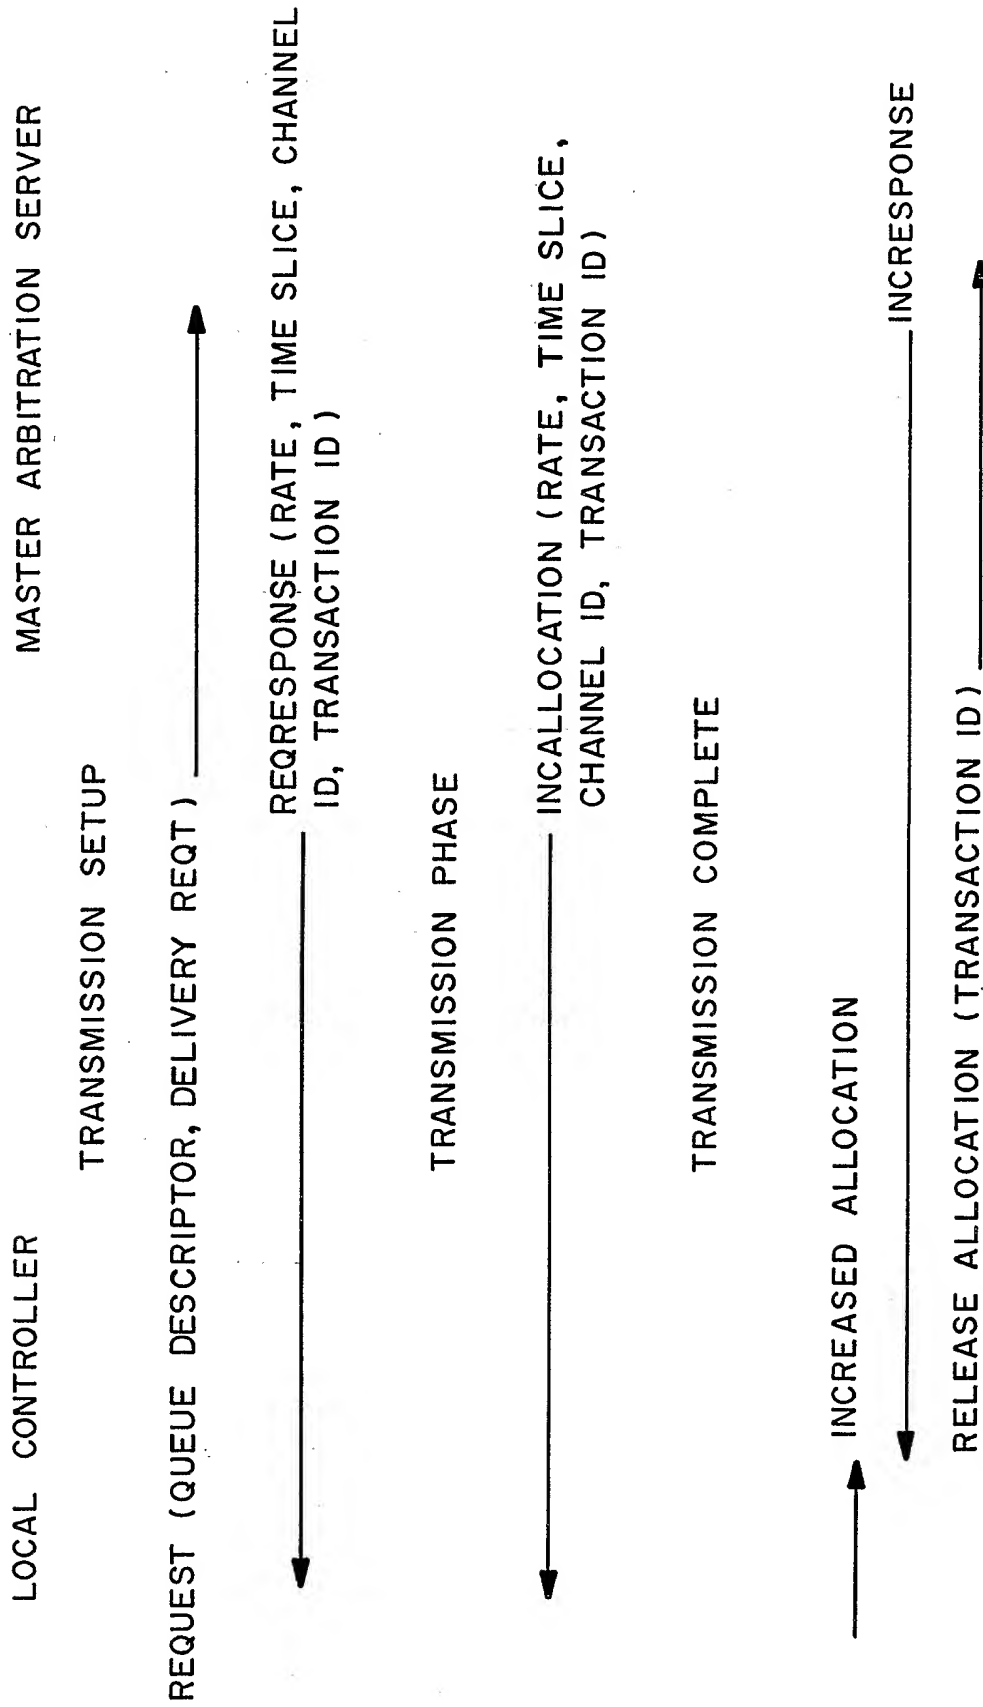 LOCAL CONTROLLER
MASTER ARBITRATION SERVER
TRANSMISSION SETUP
REQUEST (QUEUE DESCRIPTOR, DELIVERY REQT)
REQRESPONSE (RATE, TIME SLICE, CHANNEL
ID, TRANSACTION ID)
TRANSMISSION PHASE
INCALLOCATION (RATE, TIME SLICE,
CHANNEL ID, TRANSACTION ID)
TRANSMISSION COMPLETE
INCREASED ALLOCATION
INCRESPONSE
RELEASE ALLOCATION (TRANSACTION ID)